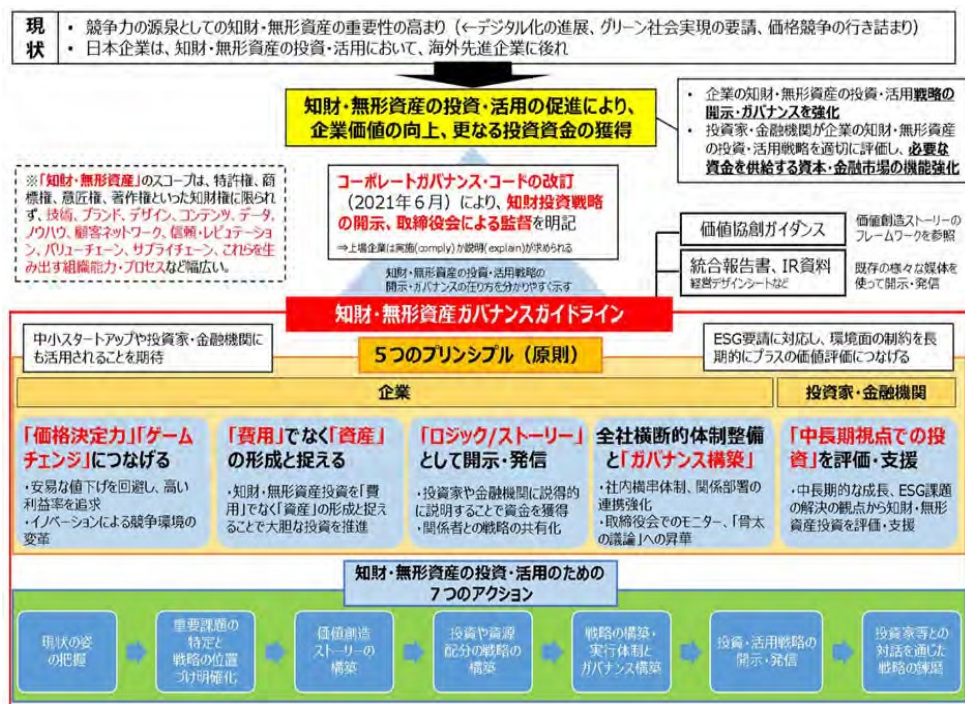 現
状
・ 競争力の源泉としての知財・無形資産の重要性の高まり（←デジタル化の進展、グリーン社会実現の要請、価格競争の行き詰まり）
・ 日本企業は、知財・無形資産の投資・活用において、海外先進企業に後れ
知財・無形資産の投資・活用の促進により、
企業価値の向上、更なる投資資金の獲得
・ 企業の知財・無形資産の投資・活用戦略の
開示・ガバナンスを強化
・ 投資家・金融機関が企業の知財・無形資産
の投資・活用戦略を適切に評価し、必要な
資金を供給する資本・金融市場の機能強化
※「知財・無形資産」のスコープは、特許権、商
標権、意匠権、著作権といった知財権に限られ
ず、技術、ブランド、デザイン、コンテンツ、データ、
ノウハウ、顧客ネットワーク、信頼・レピュテーショ
ン、バリューチェーン、サプライチェーン、これらを生
み出す組織能力・プロセスなど幅広い。
コーポレートガバナンス・コードの改訂
（2021年６月）により、知財投資戦略
の開示、取締役会による監督を明記
⇒上場企業は実施(comply)か説明(explain)が求められる
価値協創ガイダンス
価値創造ストーリーの
フレームワークを参照
統合報告書、IR資料
経営デザインシートなど
既存の様々な媒体を
使って開示・発信
知財・無形資産の投資・活用戦略の
開示・ガバナンスの在り方を分かりやすく示す
知財・無形資産ガバナンスガイドライン
中小スタートアップや投資家・金融機関に
も活用されることを期待
５つのプリンシプル（原則）
ESG要請に対応し、環境面の制約を長
期的にプラスの価値評価につなげる
企業
投資家・金融機関
「価格決定力」「ゲーム
チェンジ」につなげる
・安易な値下げを回避し、高い
利益率を追求
・イノベーションによる競争環境の
変革
「費用」でなく「資産」
の形成と捉える
・知財・無形資産投資を「費
用」でなく「資産」の形成と捉え
ることで大胆な投資を推進
「ロジック/ストーリー」
として開示・発信
・投資家や金融機関に説得的
に説明することで資金を獲得
・関係者との戦略の共有化
全社横断的体制整備
と「ガバナンス構築」
・社内横串体制、関係部署の
連携強化
・取締役会でのモニター、「骨太
の議論」への昇華
「中長期視点での投
資」を評価・支援
・中長期的な成長、ESG課題
の解決の観点から知財・無形
資産投資を評価・支援
知財・無形資産の投資・活用のための
７つのアクション
現状の姿
の把握
重要課題の
特定と
戦略の位置
づけ明確化
価値創造
ストーリーの
構築
投資や資源
配分の戦略の
構築
戦略の構築・
実行体制と
ガバナンス構築
投資・活用戦略の
開示・発信
投資家等との
対話を通じた
戦略の錬磨